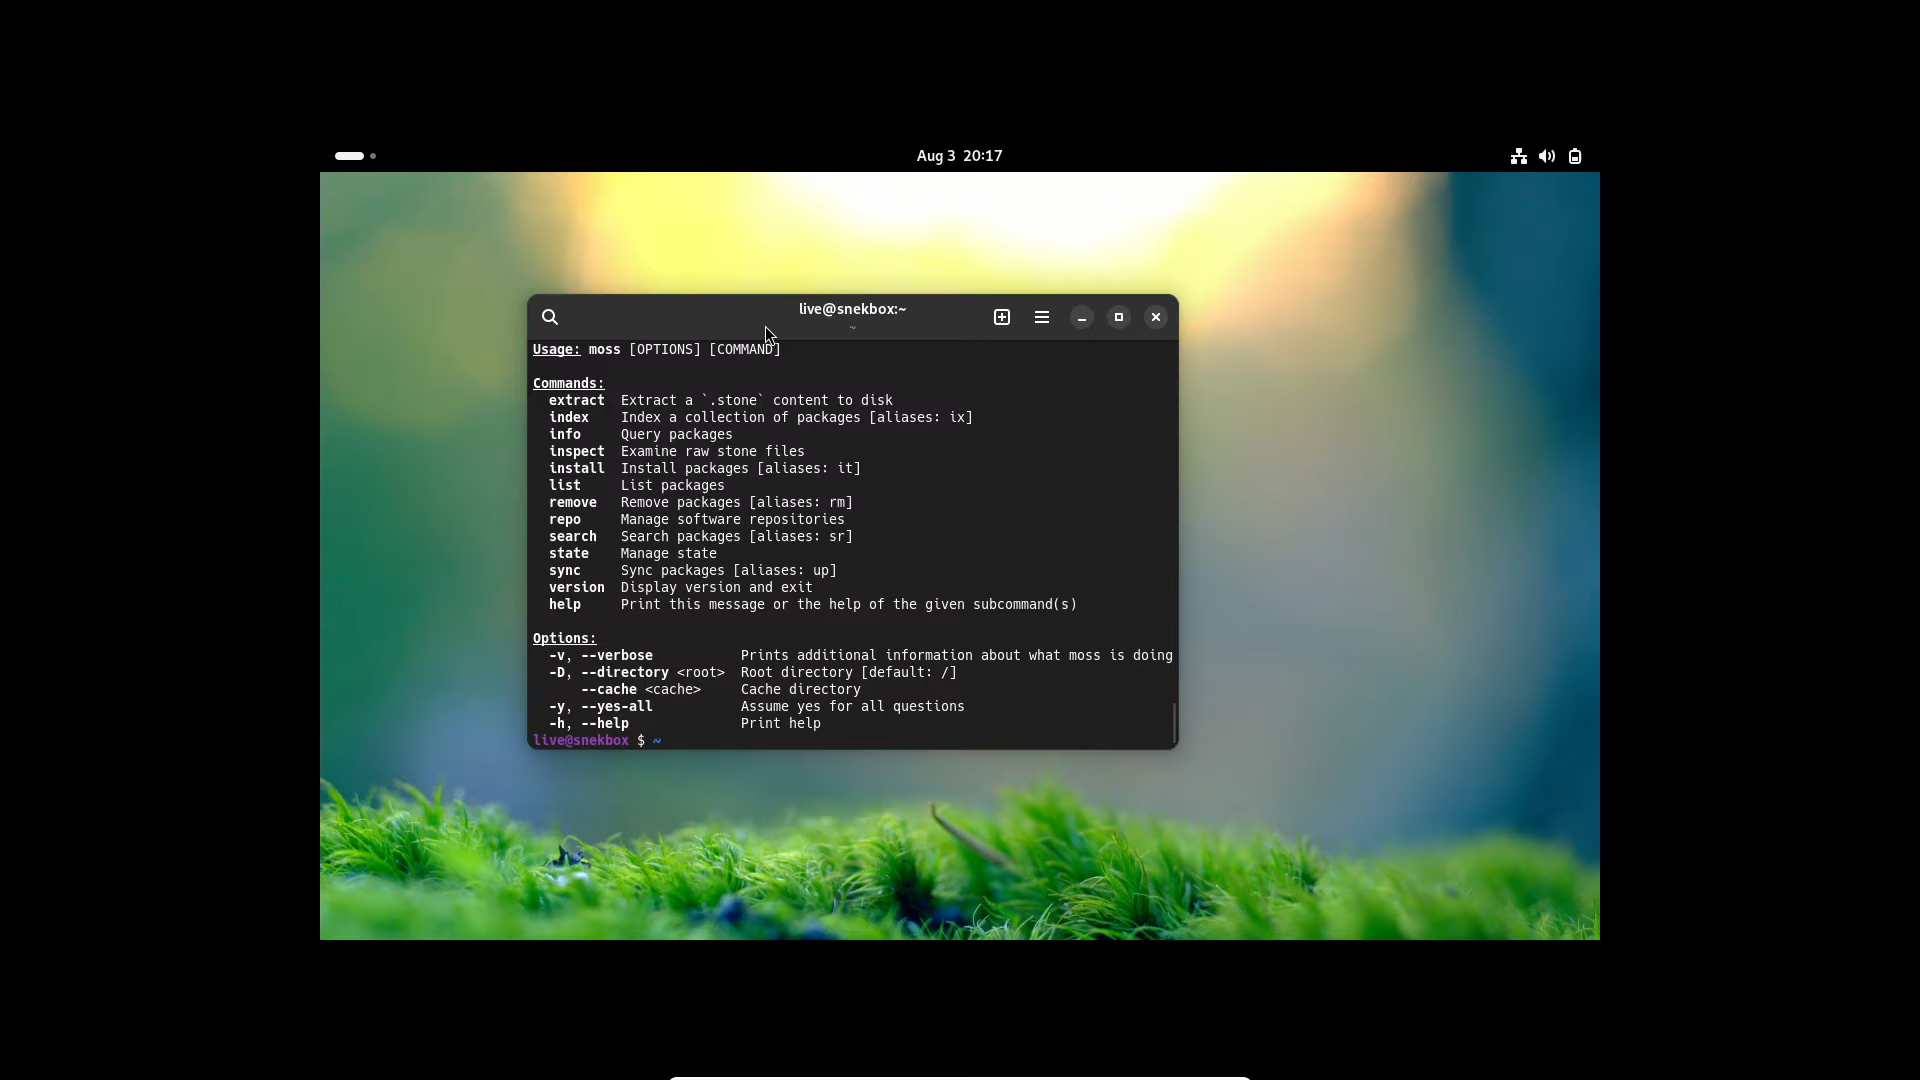 Aug 3 20:17
live@snekbox:~
~
Usage: moss [OPTIONS] [COMMAND]
Commands:
extract Extract a `.stone` content to disk
index Index a collection of packages [aliases: ix]
info Query packages
inspect Examine raw stone files
install Install packages [aliases: it]
list List packages
remove Remove packages [aliases: rm]
repo Manage software repositories
search Search packages [aliases: sr]
state Manage state
sync Sync packages [aliases: up]
version Display version and exit
help Print this message or the help of the given subcommand(s)
Options:
-v, --verbose Prints additional information about what moss is doing
-D, --directory <root> Root directory [default: /]
--cache <cache> Cache directory
-y, --yes-all Assume yes for all questions
-h, --help Print help
live@snekbox $ ~